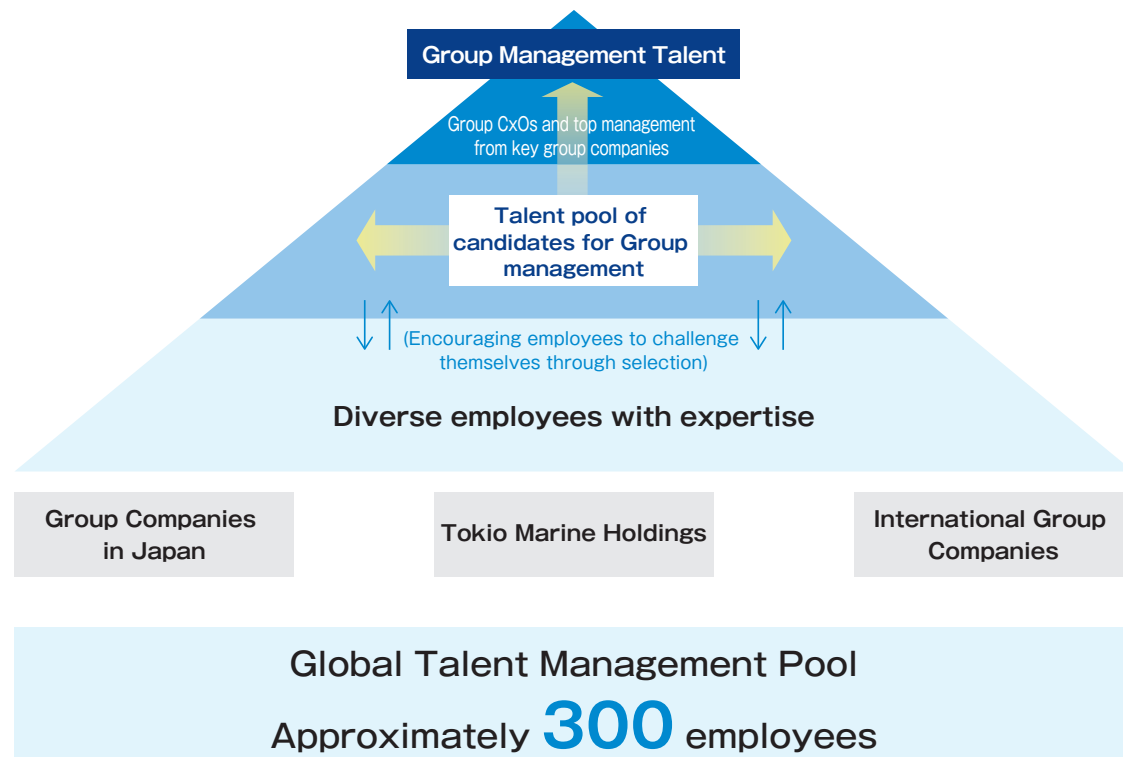 Group Management Talent
Group CxOs and top management
from key group companies
Talent pool of
candidates for Group
management
(Encouraging employees to challenge
themselves through selection)
Diverse employees with expertise
Group Companies
in Japan
Tokio Marine Holdings
International Group
Companies
Global Talent Management Pool
Approximately 300 employees